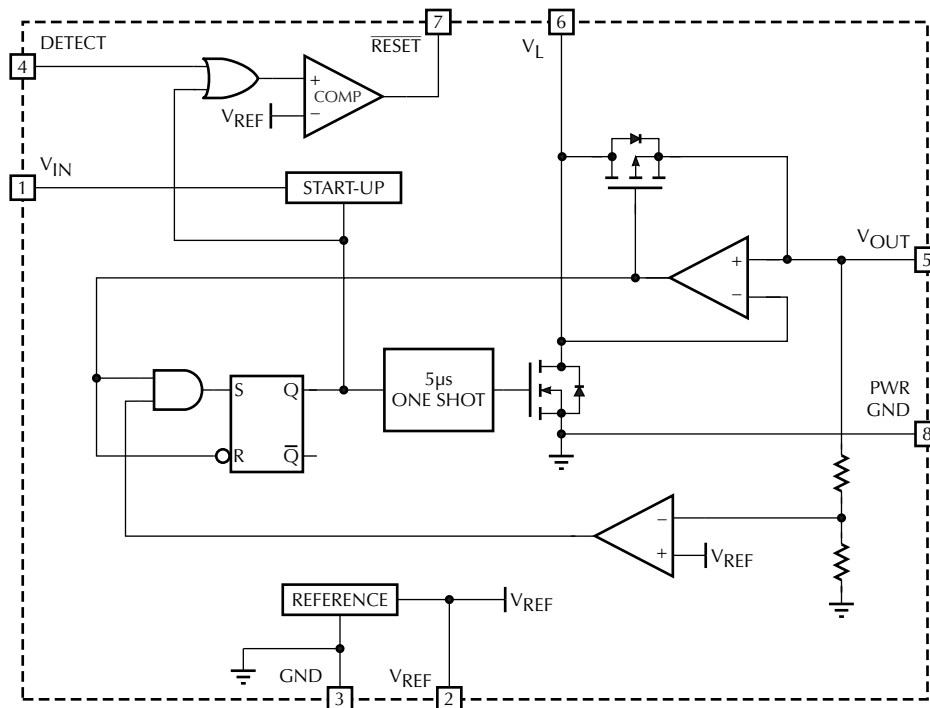 7
6
DETECT
RESET
V_L
4
+
COMP
−
V_REF
V_IN
1
START-UP
V_OUT
+
5
−
5µs
ONE SHOT
PWR
GND
S
Q
8
R
Q
−
+
V_REF
REFERENCE
V_REF
GND
V_REF
3
2